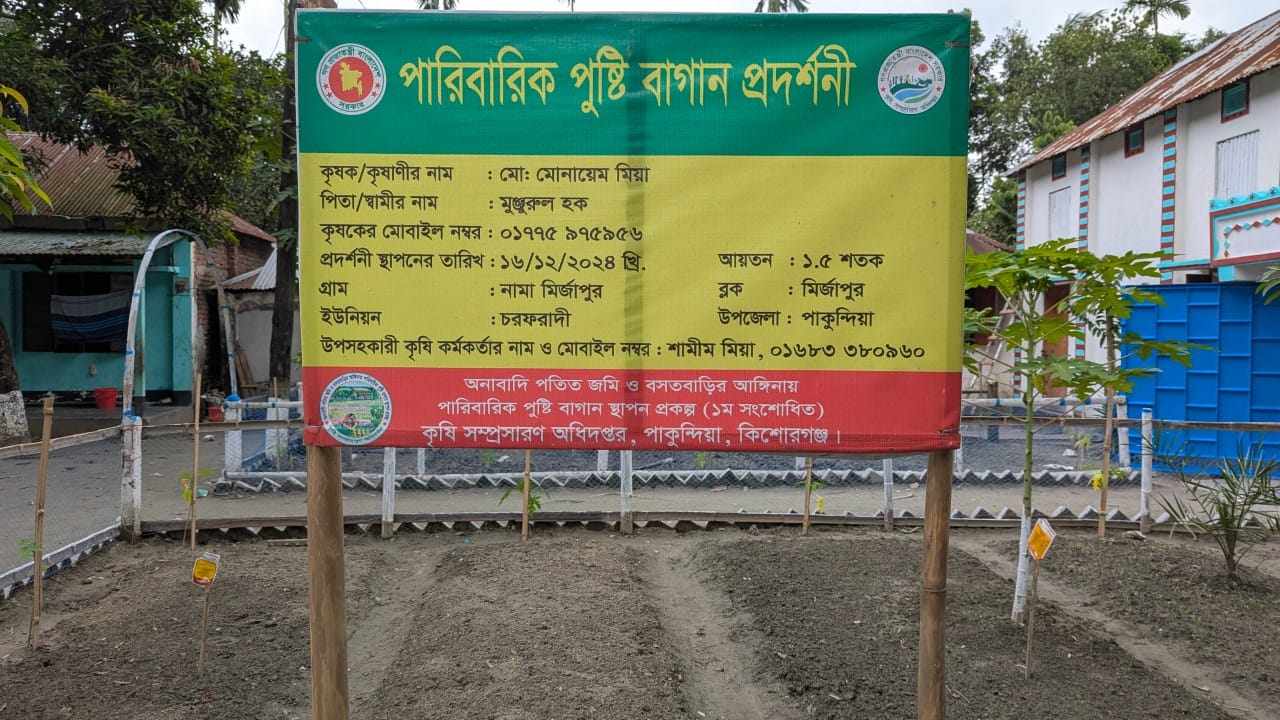 পারিবারিক পুষ্টি বাগান প্রদর্শনী
কৃষক/কৃষাণীর নাম : মো: মোনায়েম মিয়া
পিতা/স্বামীর নাম : মুঞ্জুরুল হক
কৃষকের মোবাইল নম্বর : ০১৭৭৫ ৯৭৫৯৫৬
প্রদর্শনী স্থাপনের তারিখ : ১৬/১২/২০২৪ খ্রি. আয়তন : ১.৫ শতক
গ্রাম : নামা মির্জাপুর ব্লক : মির্জাপুর
ইউনিয়ন : চরফরাদী উপজেলা : পাকুন্দিয়া
উপসহকারী কৃষি কর্মকর্তার নাম ও মোবাইল নম্বর : শামীম মিয়া, ০১৬৮৩ ৩৮০৯৬০
অনাবাদি পতিত জমি ও বসতবাড়ির আঙ্গিনায়
পারিবারিক পুষ্টি বাগান স্থাপন প্রকল্প (১ম সংশোধিত)
কৃষি সম্প্রসারণ অধিদপ্তর, পাকুন্দিয়া, কিশোরগঞ্জ।